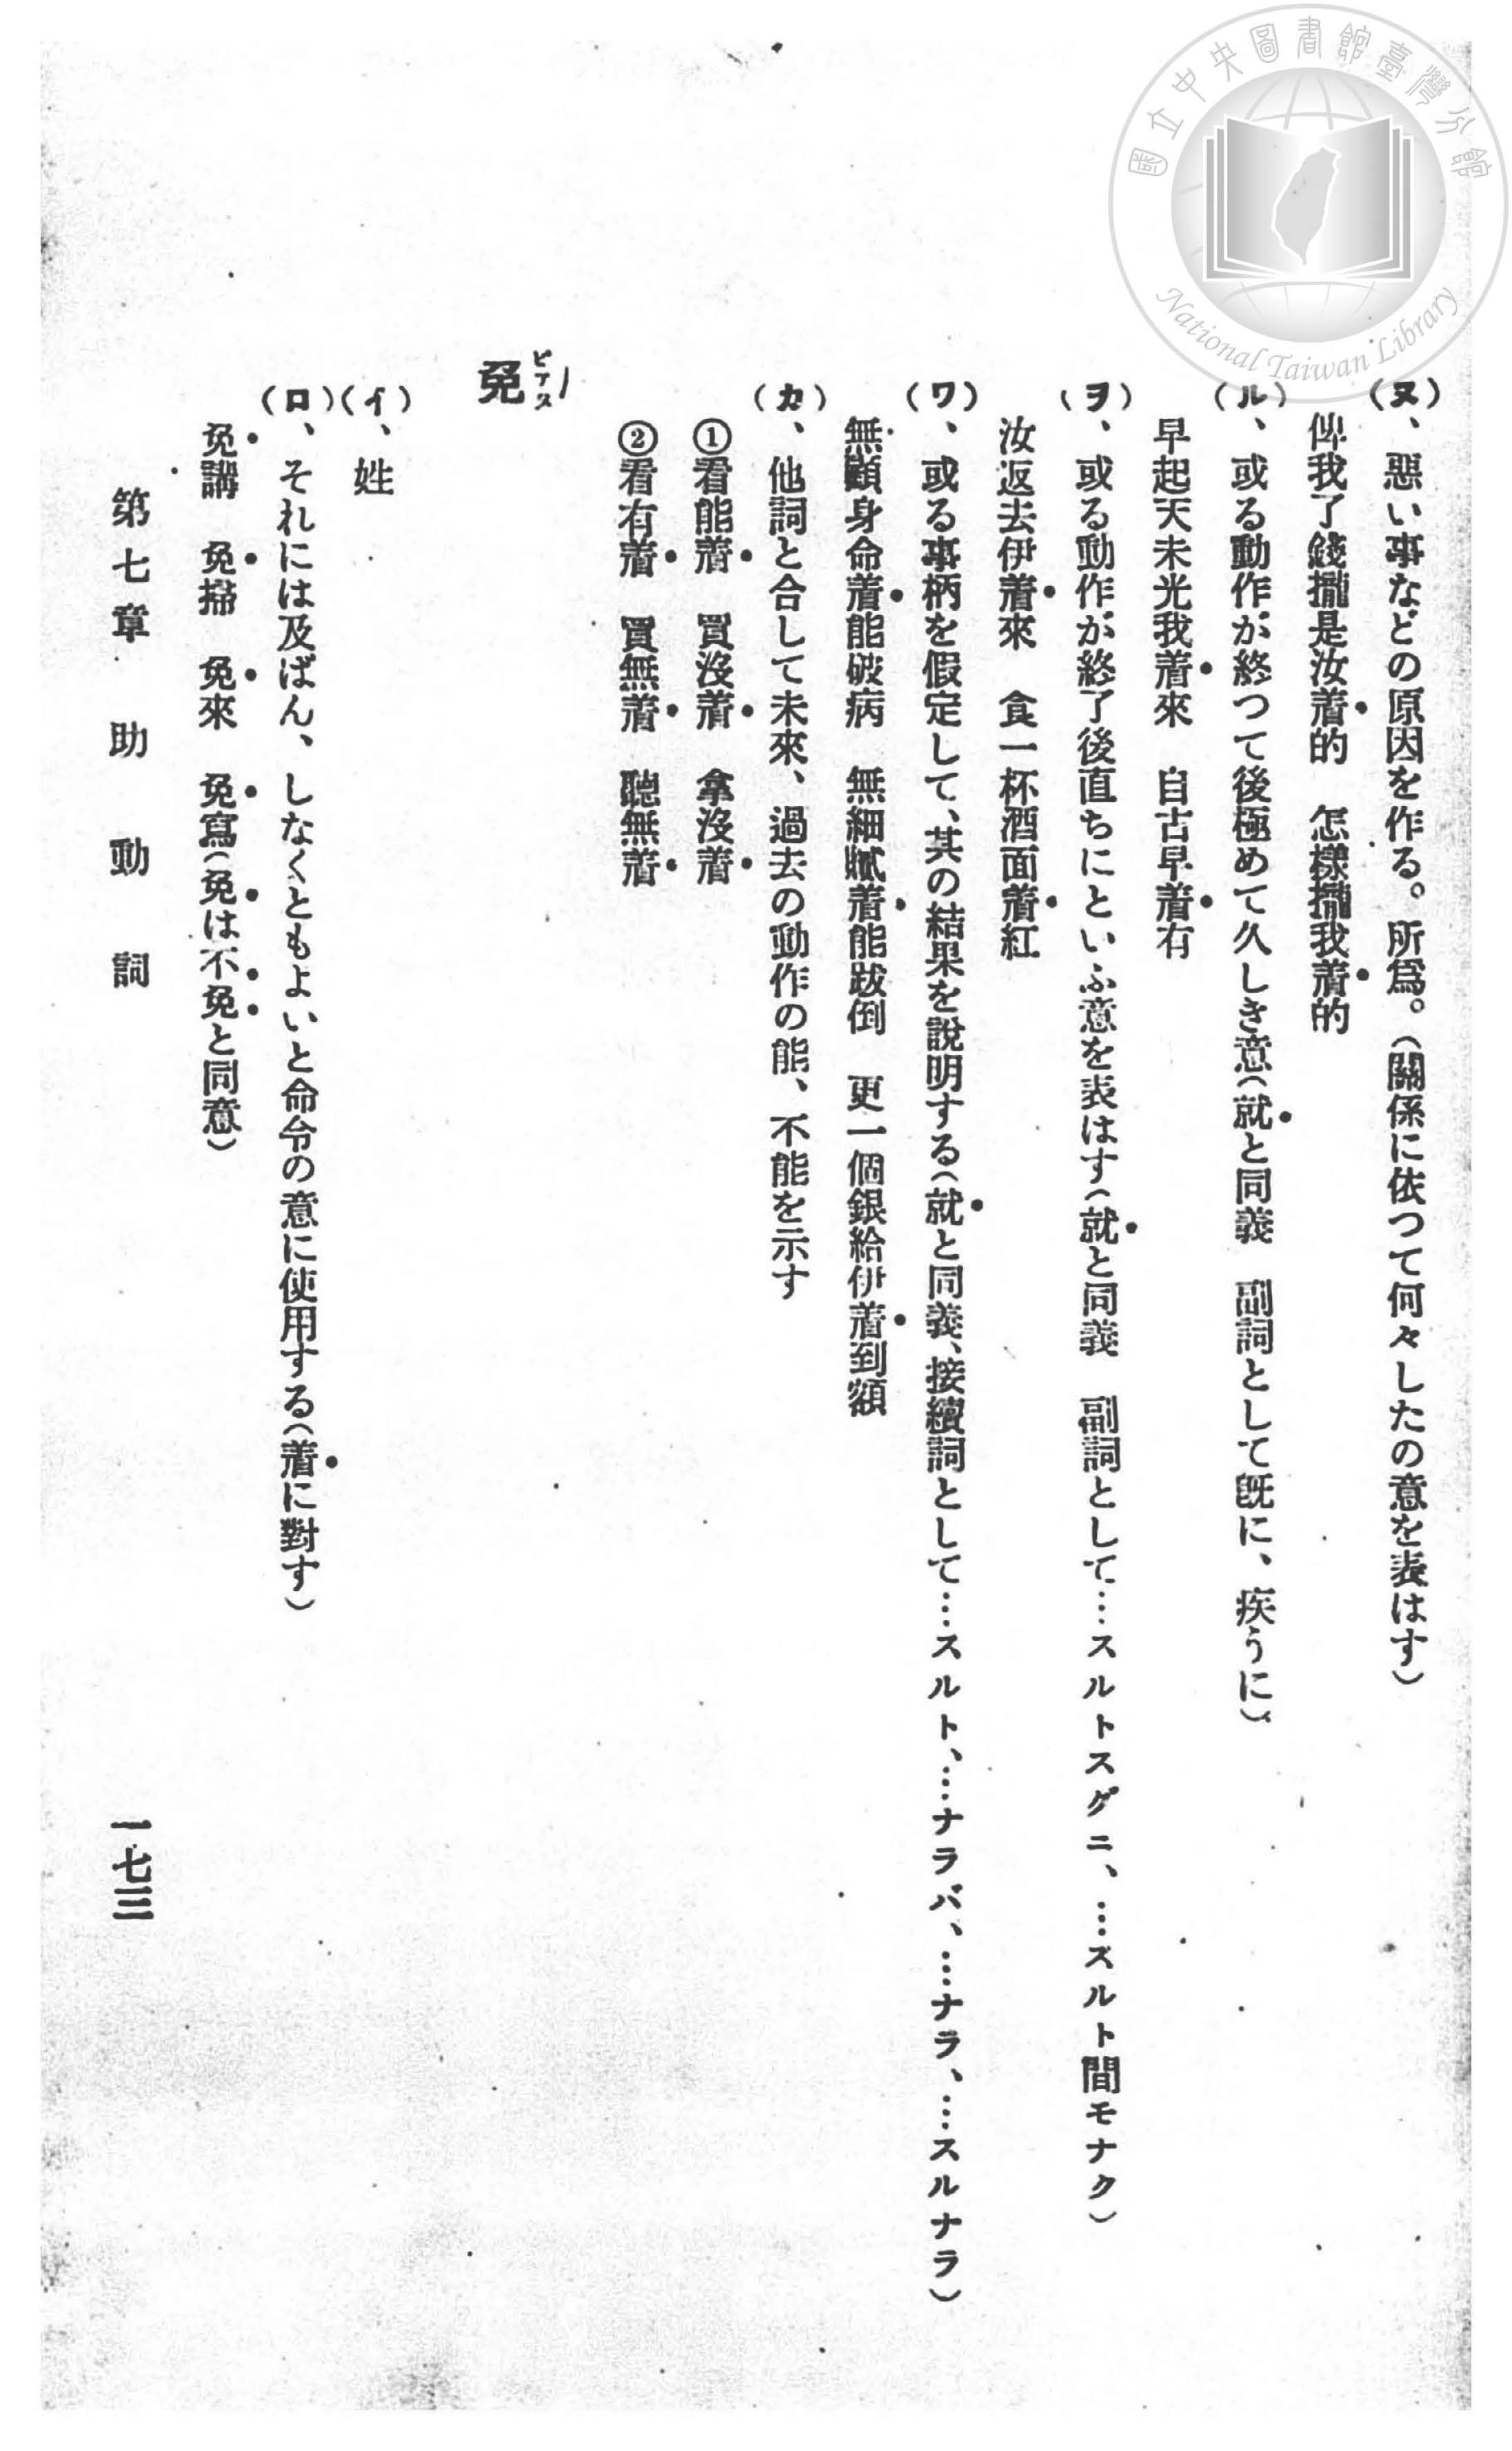 (ヌ)、惡い事などの原因を作る。所爲。(關係に依つて何々したの意を表はす)
俾我了錢攏是汝着的　怎樣攏我着的
(ル)、或る動作が終つて後極めて久しき意(就と同義　副詞として旣に、疾うに)
早起天未光我着來　自古早着有
(ヲ)、或る動作が終了後直ちにといふ意を表はす(就と同義　副詞として…スルトスグニ、…ズルト間モナク)
汝返去伊着來　食一杯酒面着紅
(ワ)、或る事柄を假定して、其の結果を說明する(就と同義、接續詞として…スルト、…ナラバ、…ナラ、…スルナラ)
無顧身命着能破病　無細膩着能跋倒　更一個銀給伊着到額
(カ)、他詞と合して未來、過去の動作の能、不能を示す
①看能着　買沒着　拿沒着
②看有着　買無着　聽無着
免
(イ)、姓
(ロ)、それには及ばん、しなくともよいと命令の意に使用する(着に對す)
免講　免掃　免來　免寫(免は不免と同意)
第七章　助動詞
一七三
國立中央圖書館臺灣分館
National Taiwan Library